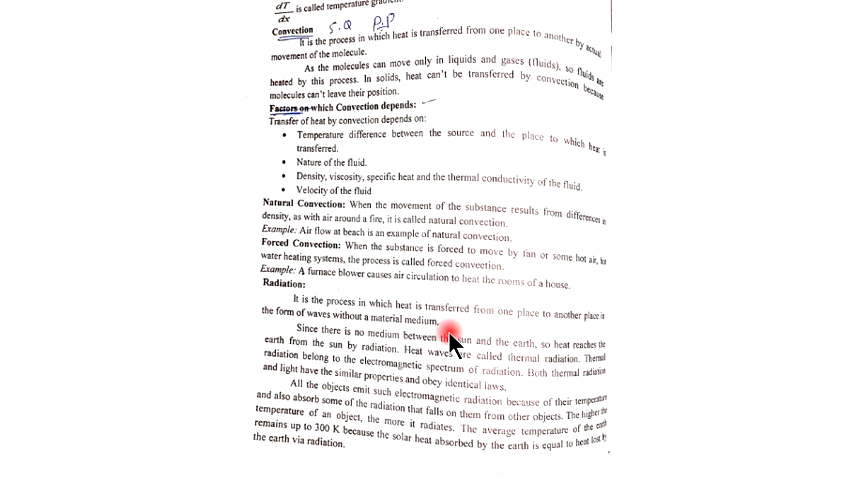 dT
dx
is called temperature gradient.
S.Q P.P
Convection
It is the process in which heat is transferred from one place to another by actual
movement of the molecule.
As the molecules can move only in liquids and gases (fluids), so fluids are
heated by this process. In solids, heat can't be transferred by convection because
molecules can't leave their position.
Factors on which Convection depends:
Transfer of heat by convection depends on:
• Temperature difference between the source and the place to which heat is
transferred.
• Nature of the fluid.
• Density, viscosity, specific heat and the thermal conductivity of the fluid.
• Velocity of the fluid
Natural Convection: When the movement of the substance results from differences in
density, as with air around a fire, it is called natural convection.
Example: Air flow at beach is an example of natural convection.
Forced Convection: When the substance is forced to move by fan or some hot air,
water heating systems, the process is called forced convection.
Example: A furnace blower causes air circulation to heat the rooms of a house.
Radiation:
It is the process in which heat is transferred from one place to another place in
the form of waves without a material medium.
Since there is no medium between the sun and the earth, so heat reaches the
earth from the sun by radiation. Heat waves are called thermal radiation. Thermal
radiation belong to the electromagnetic spectrum of radiation. Both thermal radiation
and light have the similar properties and obey identical laws.
All the objects emit such electromagnetic radiation because of their temperature
and also absorb some of the radiation that falls on them from other objects. The higher the
temperature of an object, the more it radiates. The average temperature of the earth
remains up to 300 K because the solar heat absorbed by the earth is equal to heat lost by
the earth via radiation.